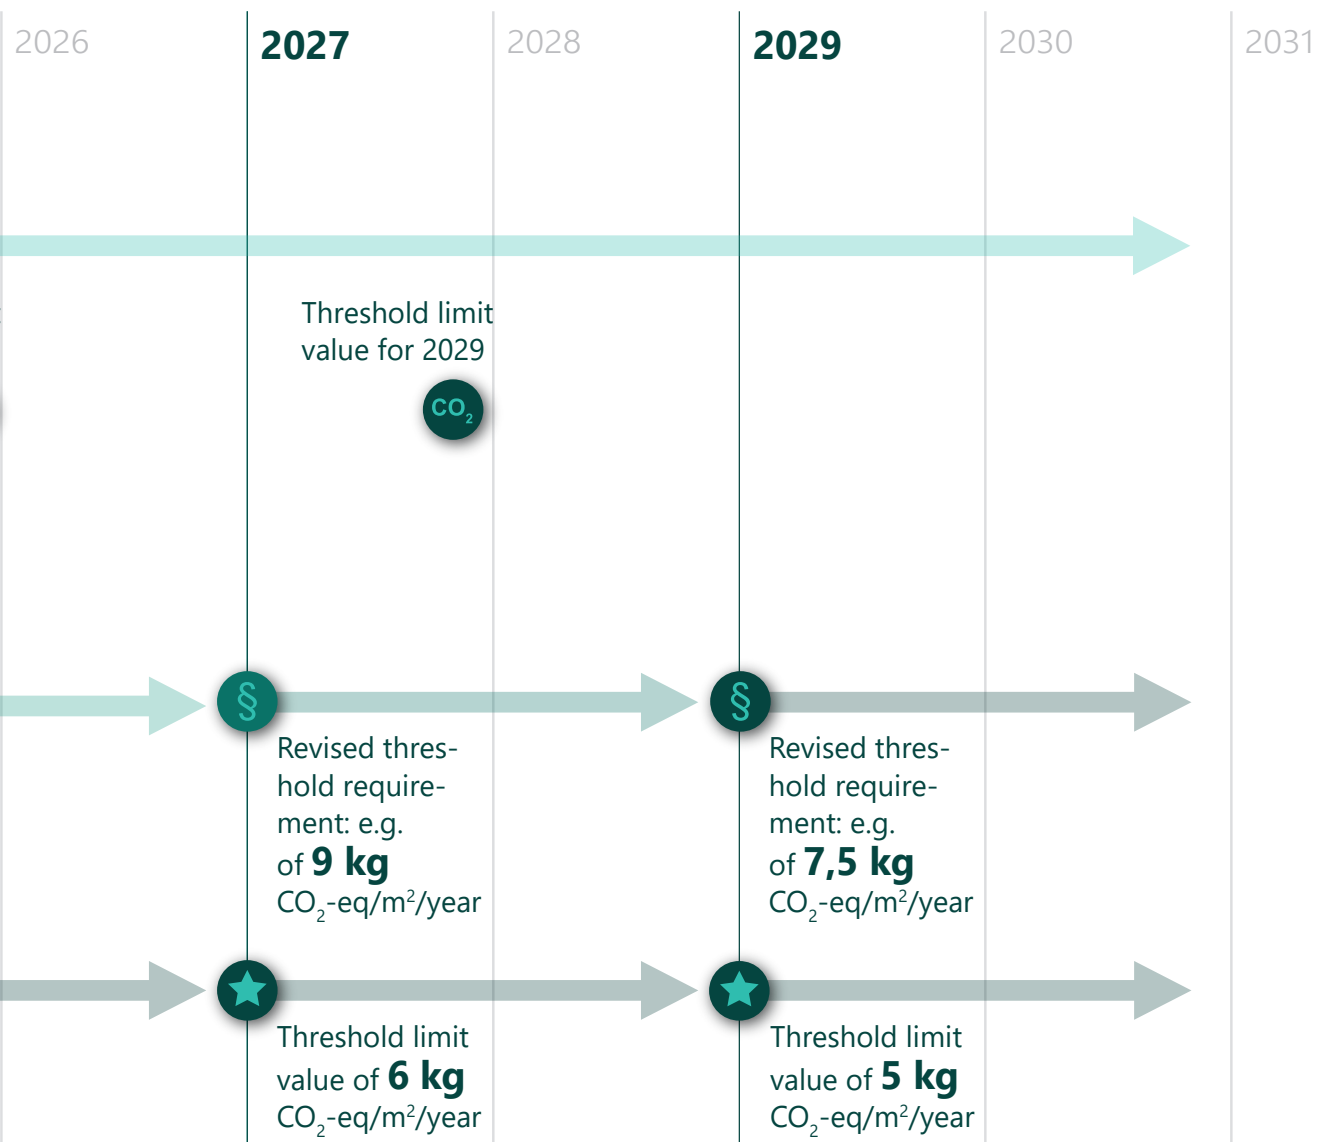 2026
2027
2028
2029
2030
2031
Threshold limit
value for 2029
CO₂
§
§
Revised thres-
hold require-
ment: e.g.
of 9 kg
CO₂-eq/m²/year
Revised thres-
hold require-
ment: e.g.
of 7,5 kg
CO₂-eq/m²/year
Threshold limit
value of 6 kg
CO₂-eq/m²/year
Threshold limit
value of 5 kg
CO₂-eq/m²/year